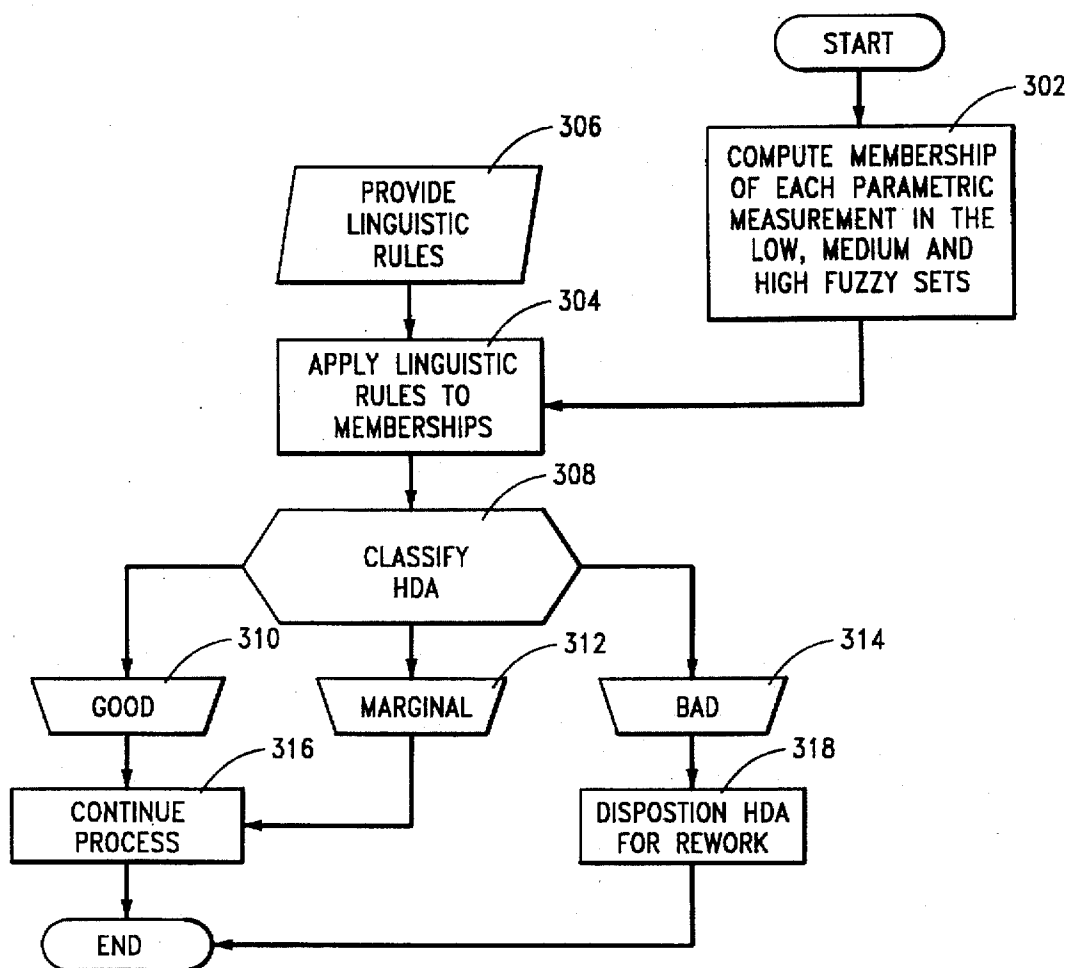 START
302
COMPUTE MEMBERSHIP
OF EACH PARAMETRIC
MEASUREMENT IN THE
LOW, MEDIUM AND
HIGH FUZZY SETS
306
PROVIDE
LINGUISTIC
RULES
304
APPLY LINGUISTIC
RULES TO
MEMBERSHIPS
308
CLASSIFY
HDA
310
GOOD
312
MARGINAL
314
BAD
316
CONTINUE
PROCESS
318
DISPOSTION HDA
FOR REWORK
END